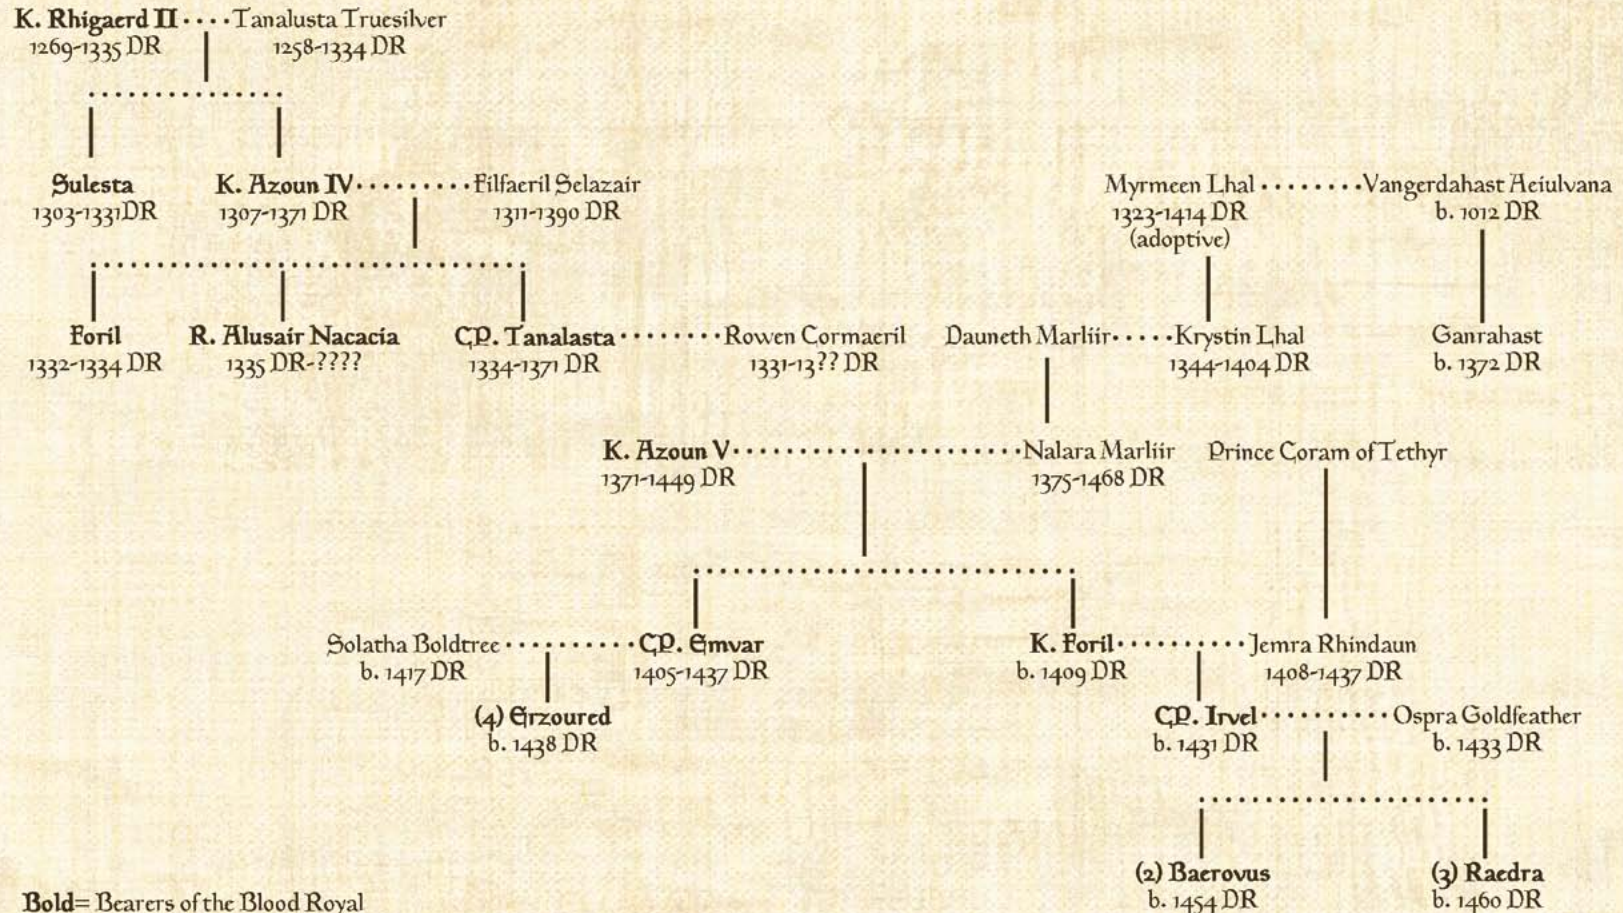 K. Rhigaerd II····Tanalusta Truesilver
1269-1335 DR 1258-1334 DR
Sulesta K. Azoun IV·········Filfaeril Selazair Myrmeen Lhal········Vangerdahast Aeiulvana
1303-1331DR 1307-1371 DR 1311-1390 DR 1323-1414 DR b. 1012 DR
(adoptive)
Foril R. Alusair Nacacia CP. Tanalasta········Rowen Cormaeril Dauneth Marliir·····Krystin Lhal Ganrahast
1332-1334 DR 1335 DR-???? 1334-1371 DR 1331-13?? DR 1344-1404 DR b. 1372 DR
K. Azoun V·····················Nalara Marliir Prince Coram of Tethyr
1371-1449 DR 1375-1468 DR
Solatha Boldtree·········CP. Emvar K. Foril·········Jemra Rhindaun
b. 1417 DR 1405-1437 DR b. 1409 DR 1408-1437 DR
(4) Erzoured CP. Irvel··········Ospra Goldfeather
b. 1438 DR b. 1431 DR b. 1433 DR
(2) Baerovus (3) Raedra
b. 1454 DR b. 1460 DR
Bold= Bearers of the Blood Royal